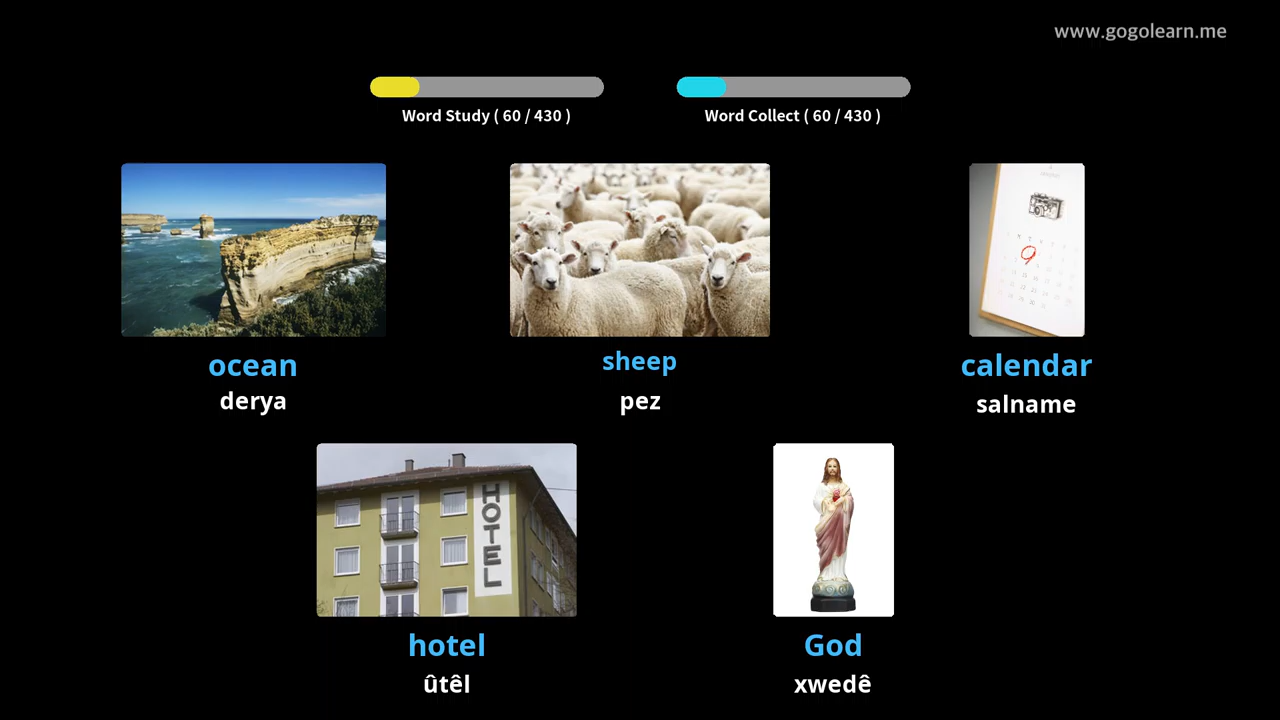 www.gogolearn.me
Word Study ( 60 / 430 )
Word Collect ( 60 / 430 )
ocean
derya
sheep
pez
calendar
salname
HOTEL
hotel
ûtêl
God
xwedê